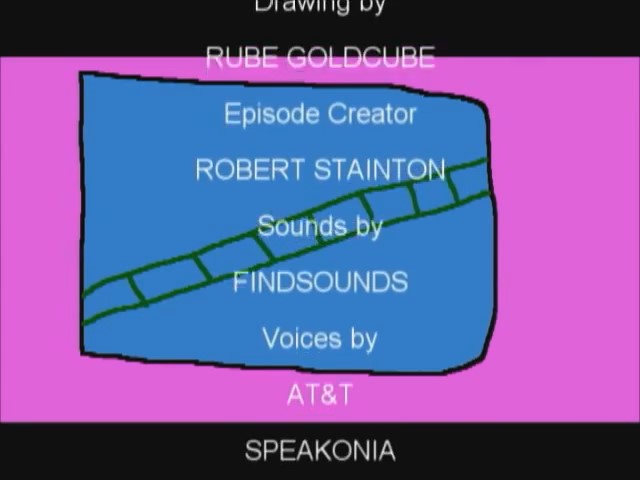 Drawing by
RUBE GOLDCUBE
Episode Creator
ROBERT STAINTON
Sounds by
FINDSOUNDS
Voices by
AT&T
SPEAKONIA